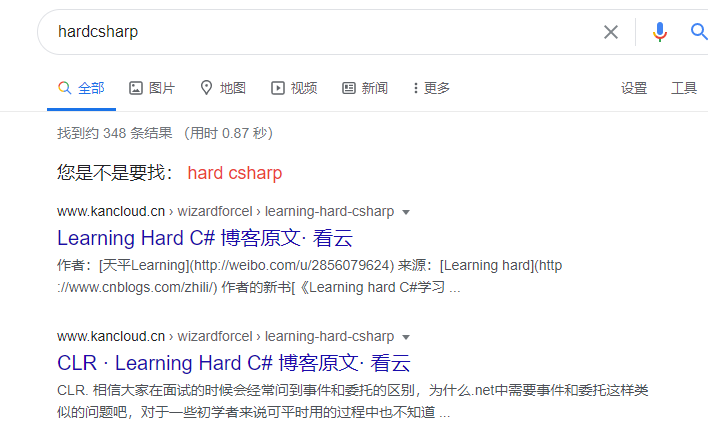 hardcsharp
全部 图片 地图 视频 新闻 更多 设置 工具
找到约 348 条结果 （用时 0.87 秒）
您是不是要找： hard csharp
www.kancloud.cn › wizardforcel › learning-hard-csharp
Learning Hard C# 博客原文· 看云
作者：[天平Learning](http://weibo.com/u/2856079624) 来源：[Learning hard](http
://www.cnblogs.com/zhili/) 作者的新书[《Learning hard C#学习 ...
www.kancloud.cn › wizardforcel › learning-hard-csharp
CLR · Learning Hard C# 博客原文· 看云
CLR. 相信大家在面试的时候会经常问到事件和委托的区别，为什么.net中需要事件和委托这样类
似的问题吧，对于一些初学者来说可平时用的过程中也不知道 ...